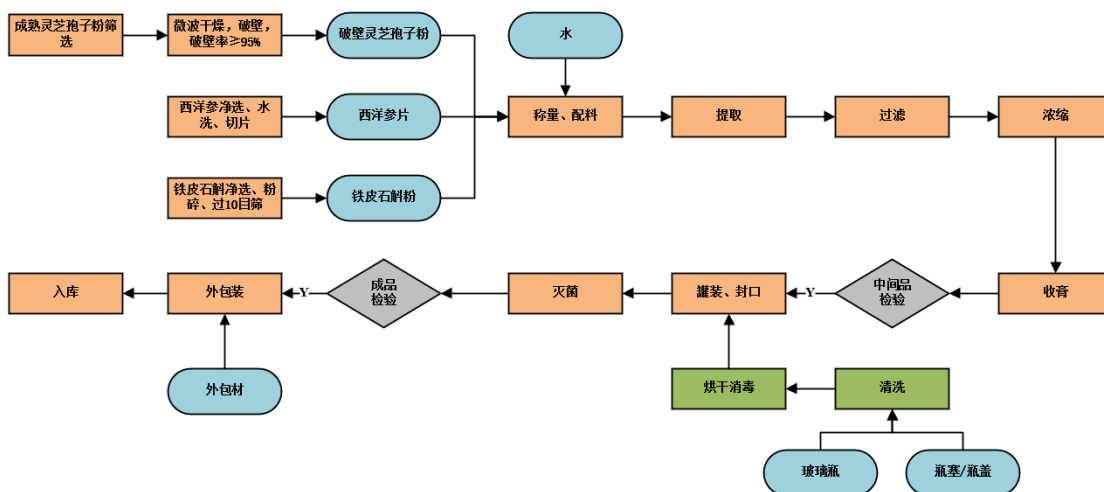 成熟灵芝孢子粉筛
选
微波干燥，破壁，
破壁率≥95%
破壁灵芝孢子粉
水
西洋参净选、水
洗、切片
西洋参片
称量、配料
提取
过滤
浓缩
铁皮石斛净选、粉
碎、过10目筛
铁皮石斛粉
入库
外包装
Y
成品
检验
灭菌
罐装、封口
Y
中间品
检验
收膏
外包材
烘干消毒
清洗
玻璃瓶
瓶塞/瓶盖